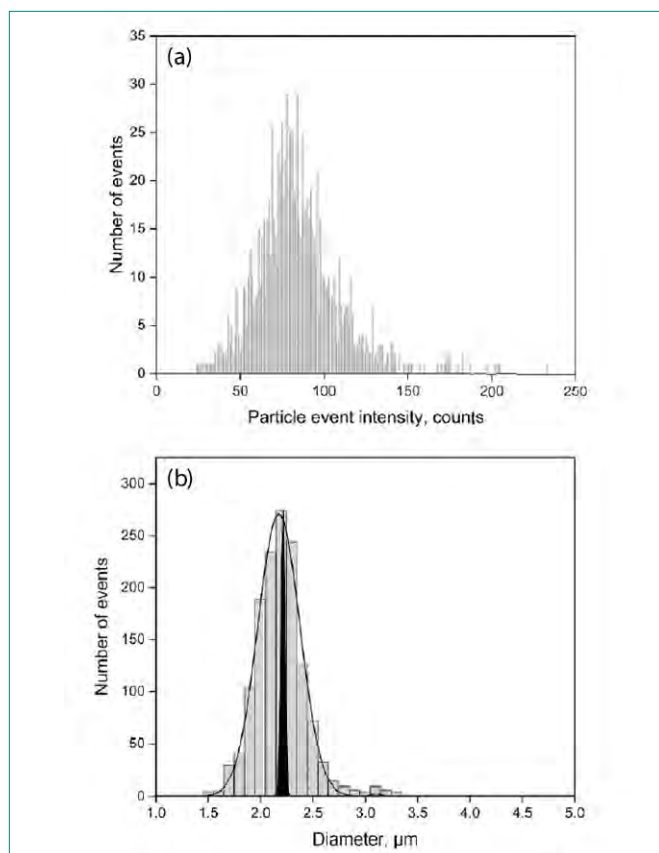 (a)
35
30
25
20
15
10
5
0
0 50 100 150 200 250
Number of events
Particle event intensity, counts
(b)
300
250
200
150
100
50
0
1.0 1.5 2.0 2.5 3.0 3.5 4.0 4.5 5.0
Number of events
Diameter, µm